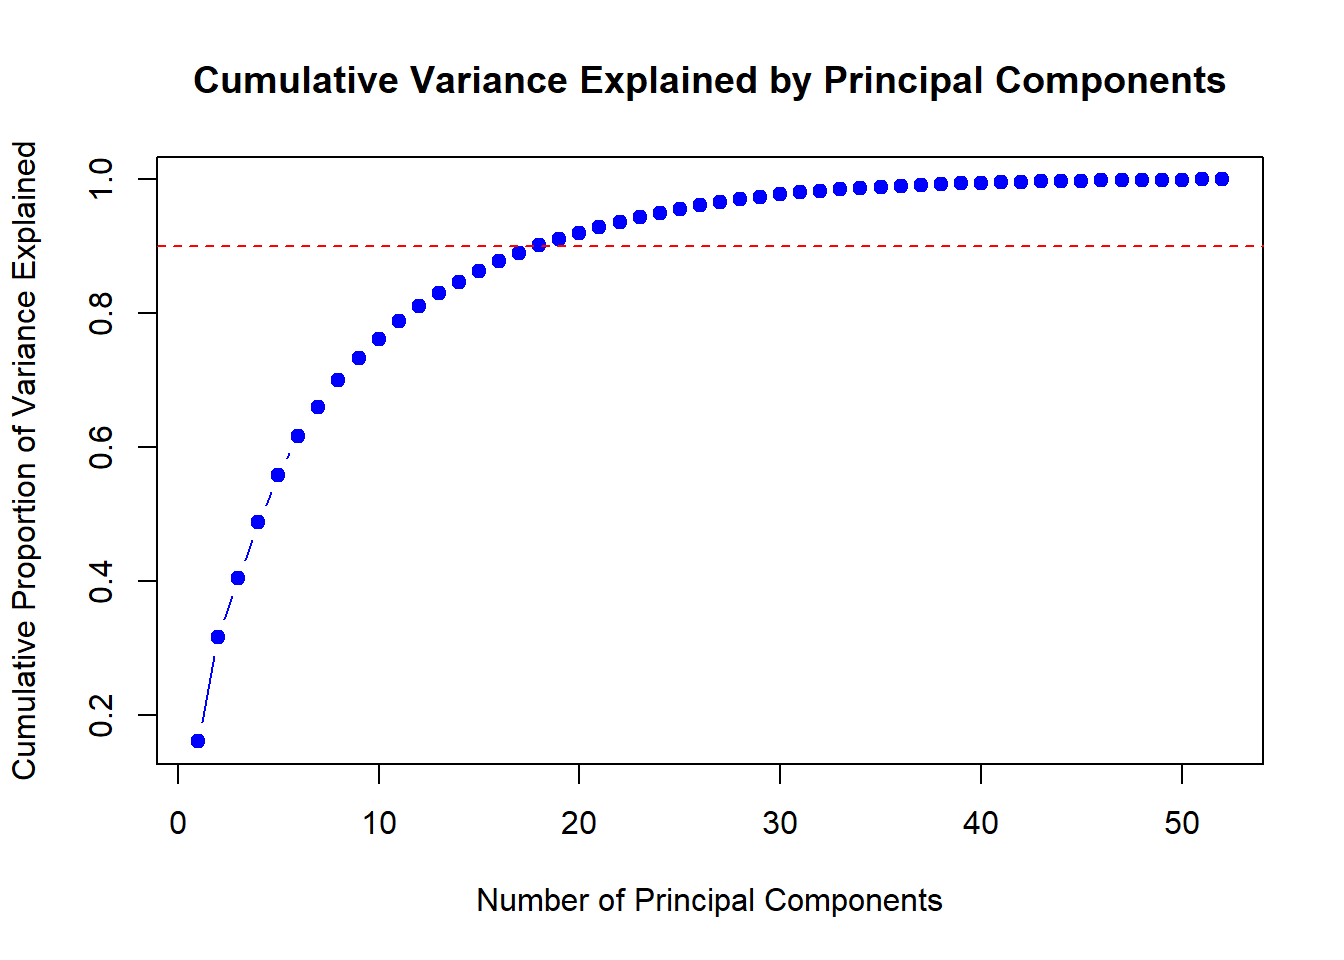 Cumulative Variance Explained by Principal Components
Cumulative Proportion of Variance Explained
1.0
0.8
0.6
0.4
0.2
0 10 20 30 40 50
Number of Principal Components